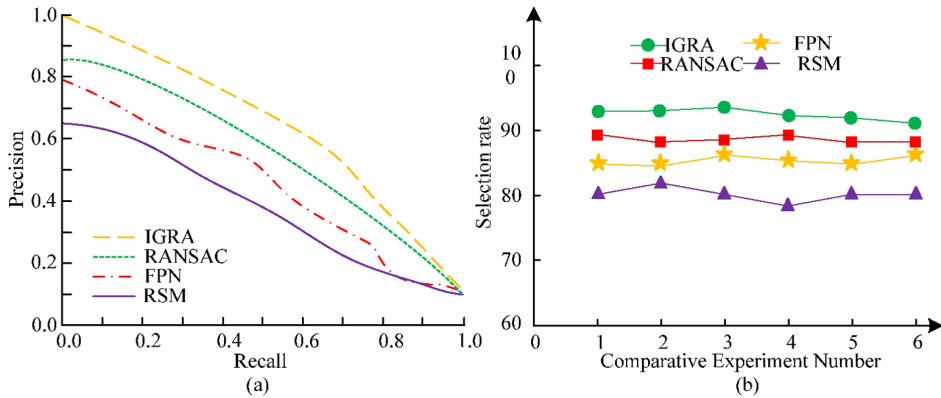 1.0
0.8
0.6
0.4
0.2
0.0
Precision
IGRA
RANSAC
FPN
RSM
0.0 0.2 0.4 0.6 0.8 1.0
Recall
(a)
IGRA FPN
RANSAC RSM
10
0
90
80
70
60
Selection rate
0 1 2 3 4 5 6
Comparative Experiment Number
(b)